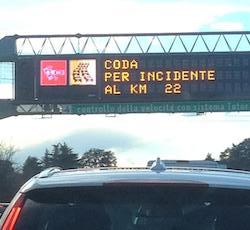 CODA
PER INCIDENTE
AL KM 22
controllo della velocità con sistema Tutor